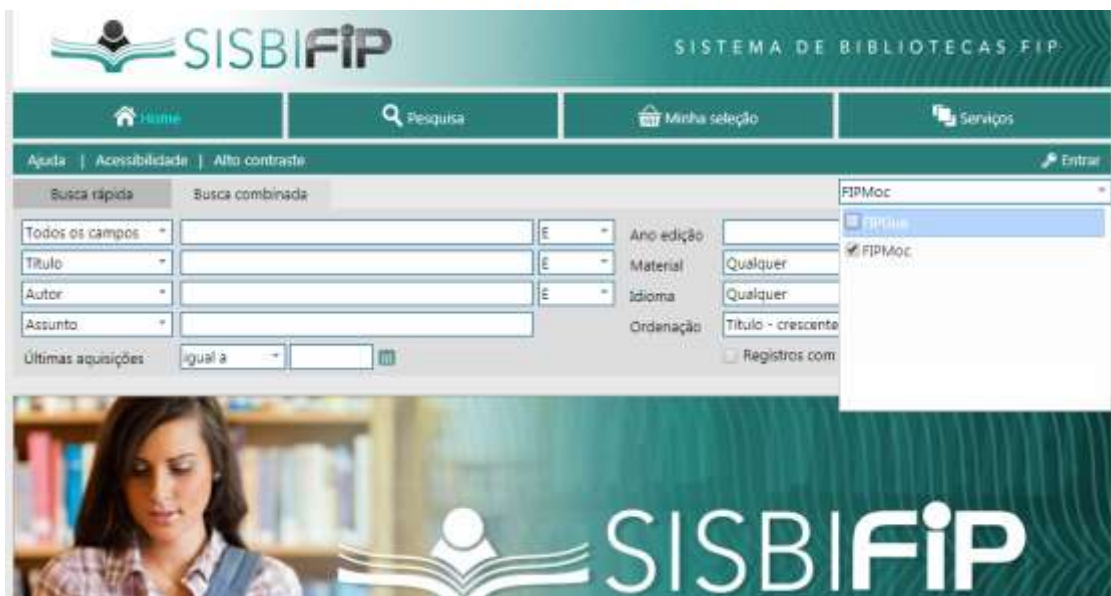 SISBIFiP
SISTEMA DE BIBLIOTECAS FIP
Home Pesquisa Minha seleção Serviços
Ajuda | Acessibilidade | Alto contraste Entrar
Busca rápida Busca combinada FIPMoc
Todos os campos E Ano edição
Título E Material Qualquer FIPMoc
Autor E Idioma Qualquer
Assunto Ordenação Título - crescente
Últimas aquisições igual a Registros com
SISBIFiP